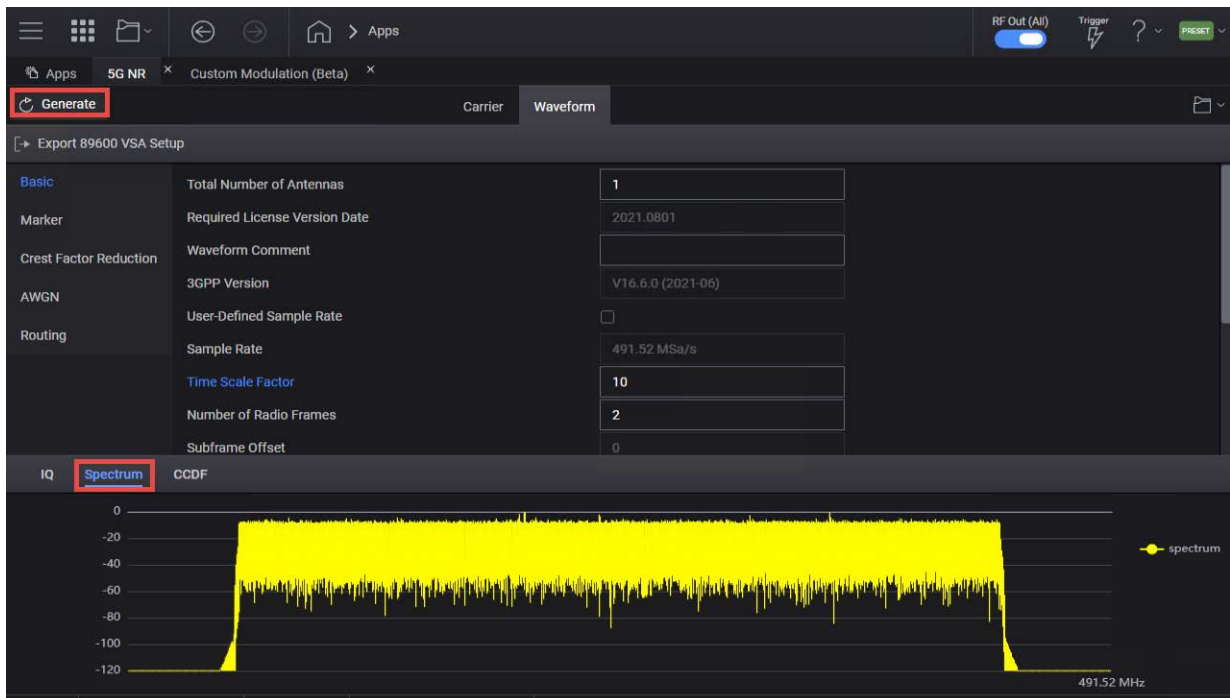 Apps
RF Out (All)
Trigger
?
PRESET
Apps
5G NR ×
Custom Modulation (Beta) ×
Generate
Carrier
Waveform
Export 89600 VSA Setup
Basic
Marker
Crest Factor Reduction
AWGN
Routing
Total Number of Antennas 1
Required License Version Date 2021.0801
Waveform Comment
3GPP Version V16.6.0 (2021-06)
User-Defined Sample Rate
Sample Rate 491.52 MSa/s
Time Scale Factor 10
Number of Radio Frames 2
Subframe Offset 0
IQ Spectrum CCDF
0
-20
-40
-60
-80
-100
-120
spectrum
491.52 MHz